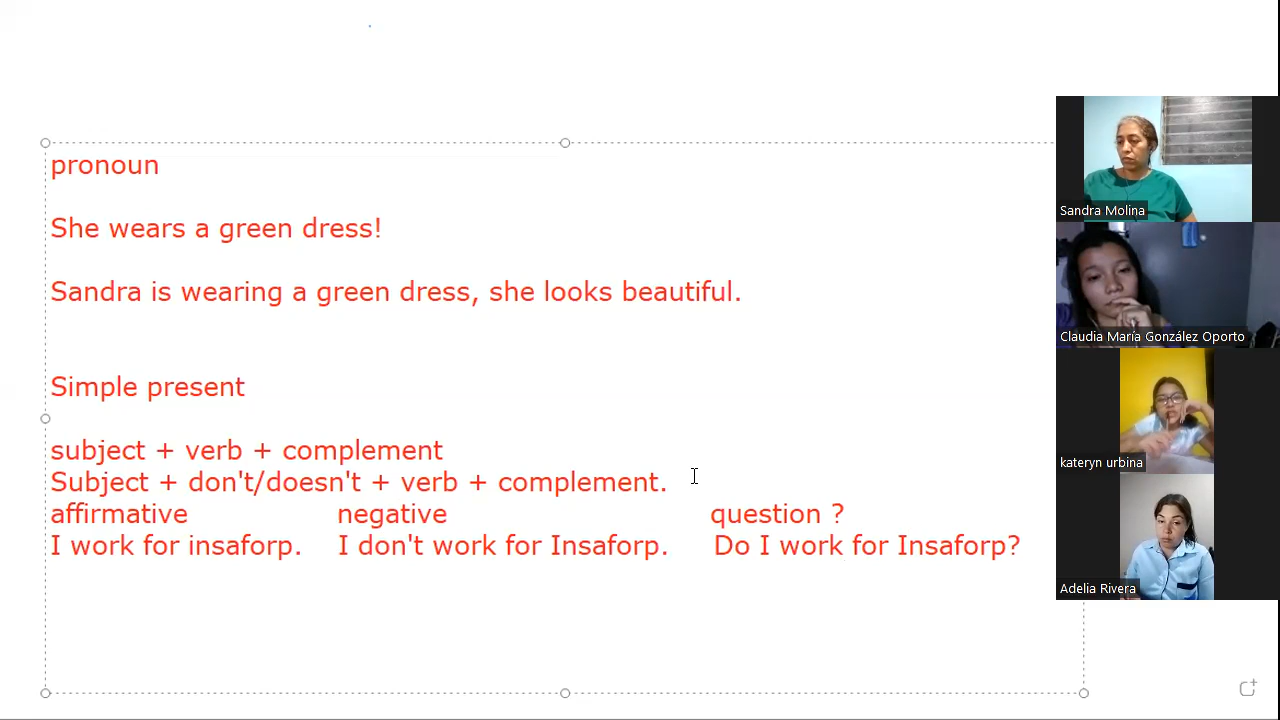 pronoun
She wears a green dress!
Sandra is wearing a green dress, she looks beautiful.
Simple present
subject + verb + complement
Subject + don't/doesn't + verb + complement.
affirmative negative question ?
I work for insaforp. I don't work for Insaforp. Do I work for Insaforp?
Sandra Molina
Claudia María González Oporto
kateryn urbina
Adelia Rivera